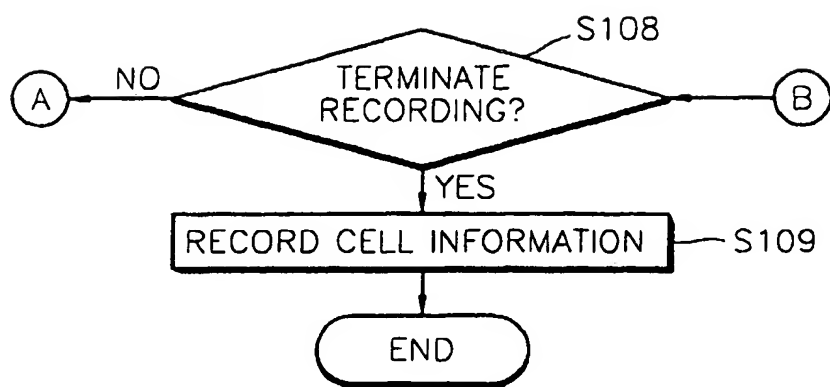 S108
A
NO
TERMINATE
RECORDING?
B
YES
RECORD CELL INFORMATION
S109
END